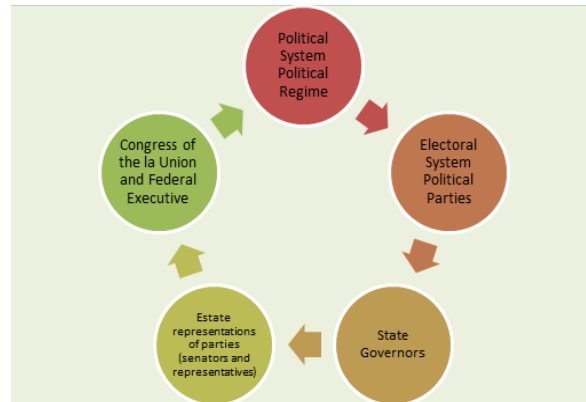 Political
System
Political
Regime
Electoral
System
Political
Parties
State
Governors
Estate
representations
of parties
(senators and
representatives)
Congress of
the la Union
and Federal
Executive